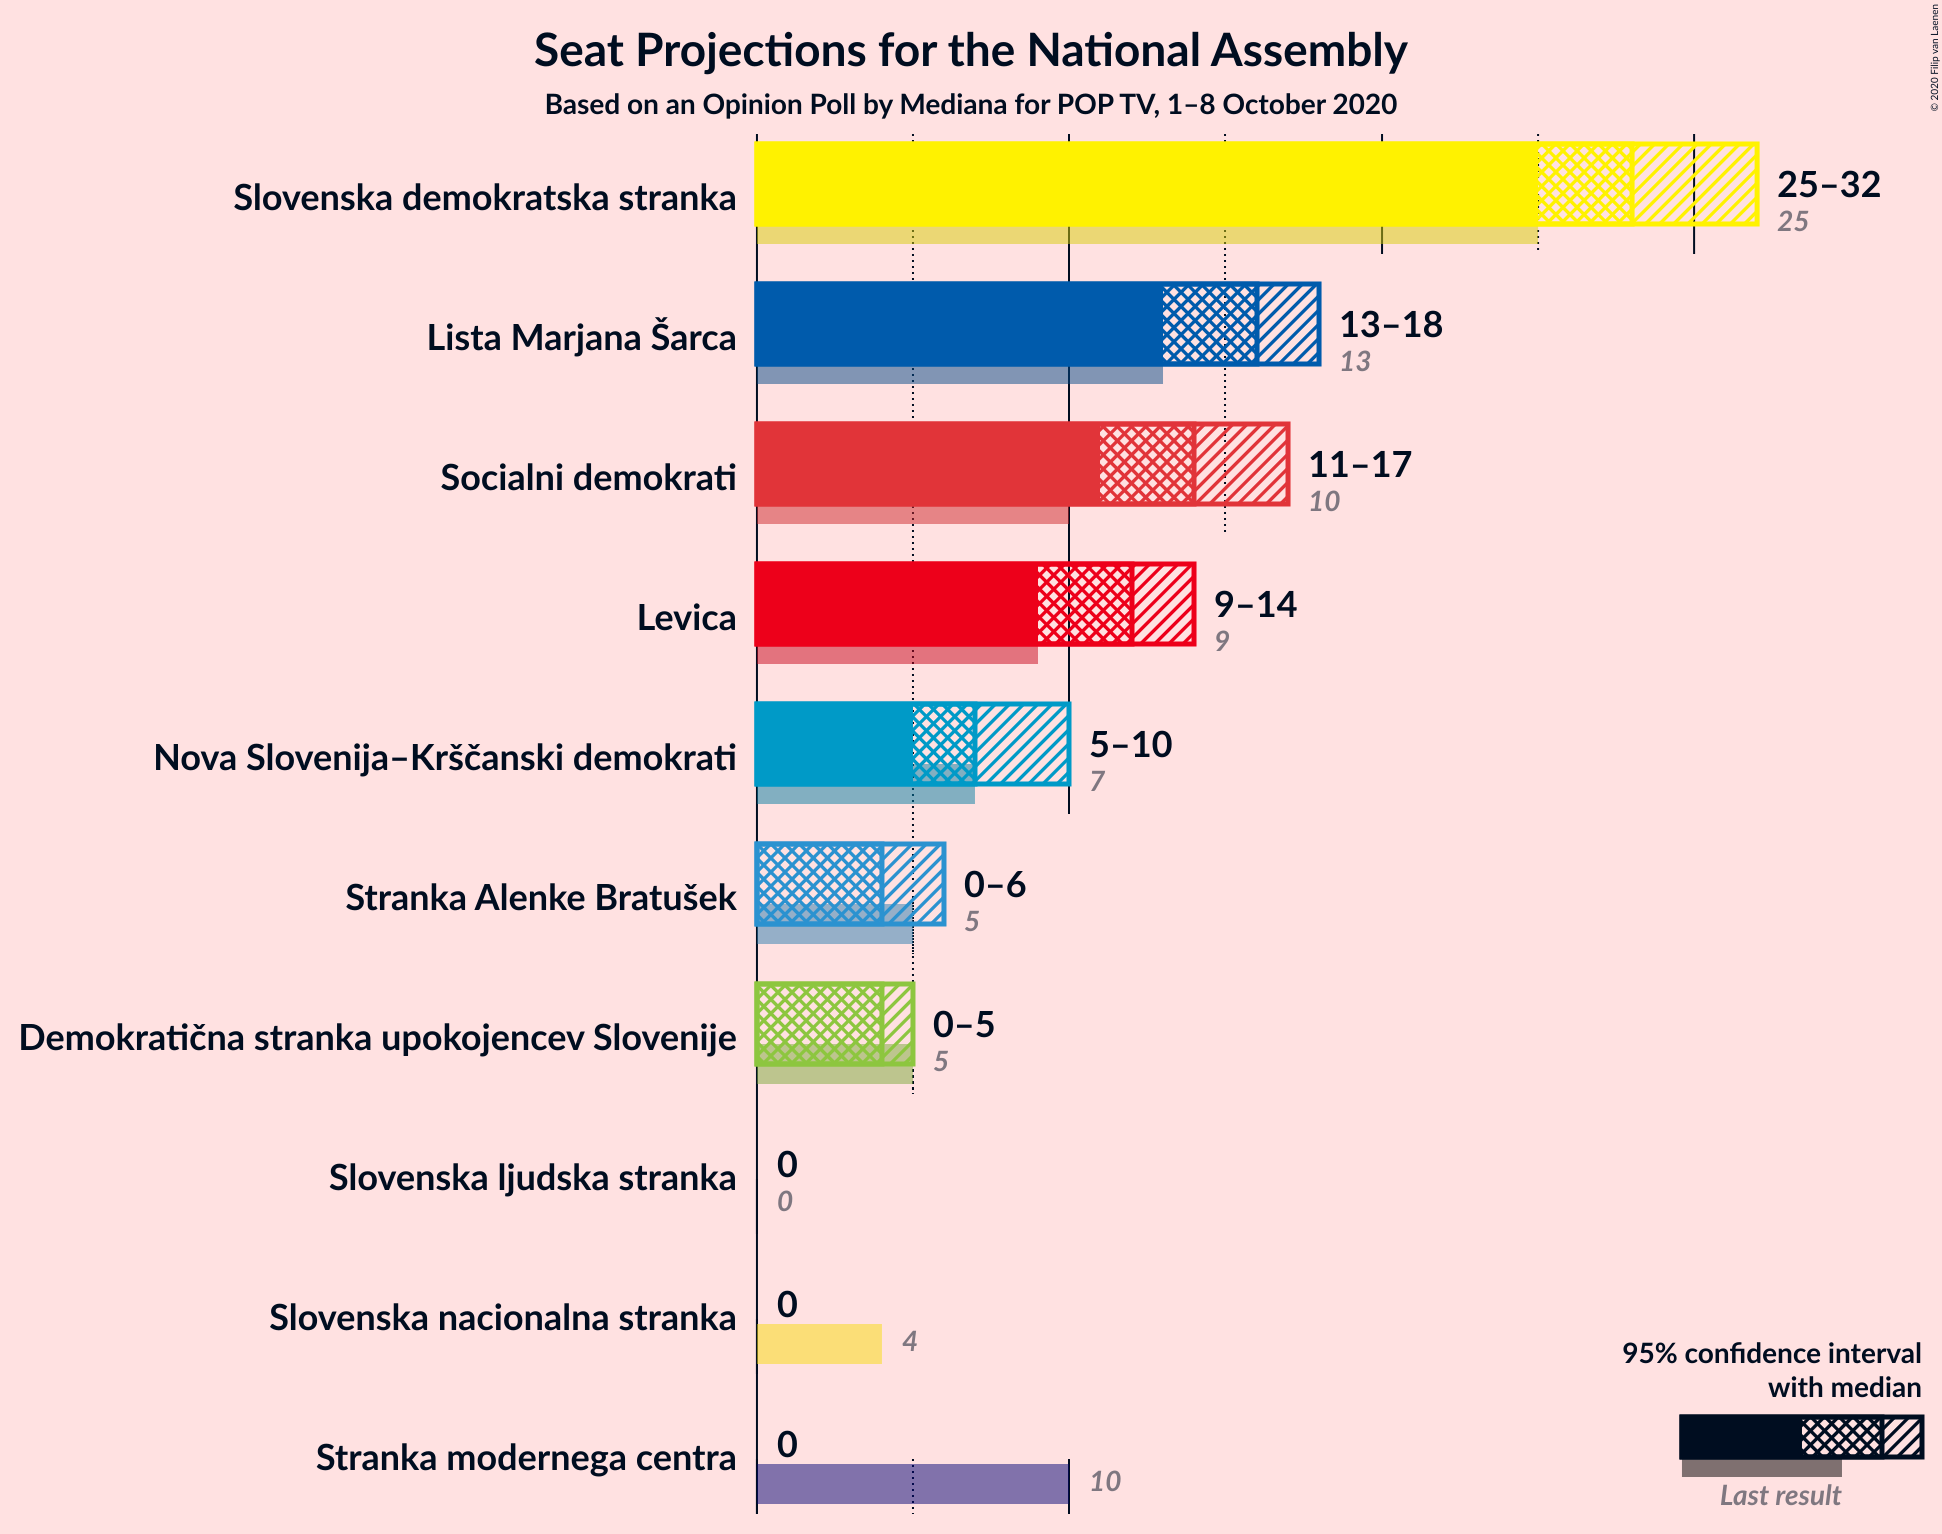 Seat Projections for the National Assembly
Based on an Opinion Poll by Mediana for POP TV, 1–8 October 2020
© 2020 Filip van Laenen
Slovenska demokratska stranka
25–32
25
Lista Marjana Šarca
13–18
13
Socialni demokrati
11–17
10
Levica
9–14
9
Nova Slovenija–Krščanski demokrati
5–10
7
Stranka Alenke Bratušek
0–6
5
Demokratična stranka upokojencev Slovenije
0–5
5
Slovenska ljudska stranka
0
0
Slovenska nacionalna stranka
0
4
Stranka modernega centra
0
10
95% confidence interval
with median
Last result